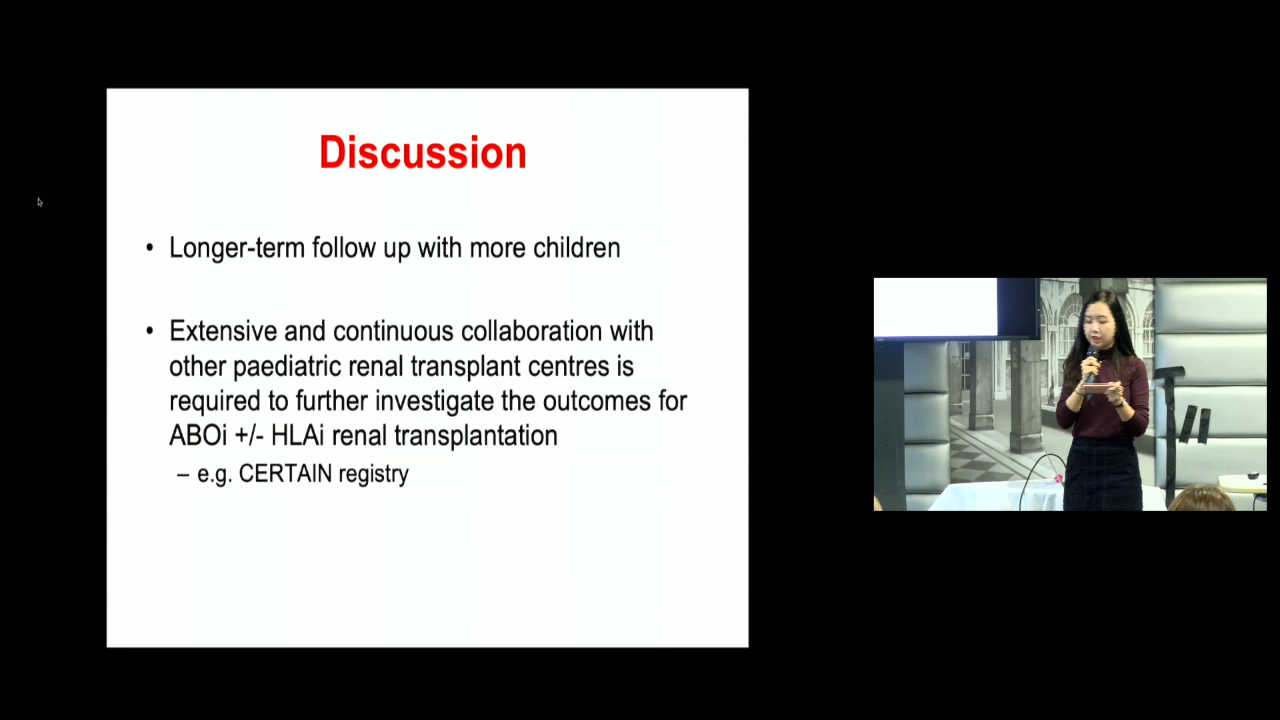 Discussion
• Longer-term follow up with more children
• Extensive and continuous collaboration with
other paediatric renal transplant centres is
required to further investigate the outcomes for
ABOi +/- HLAi renal transplantation
– e.g. CERTAIN registry